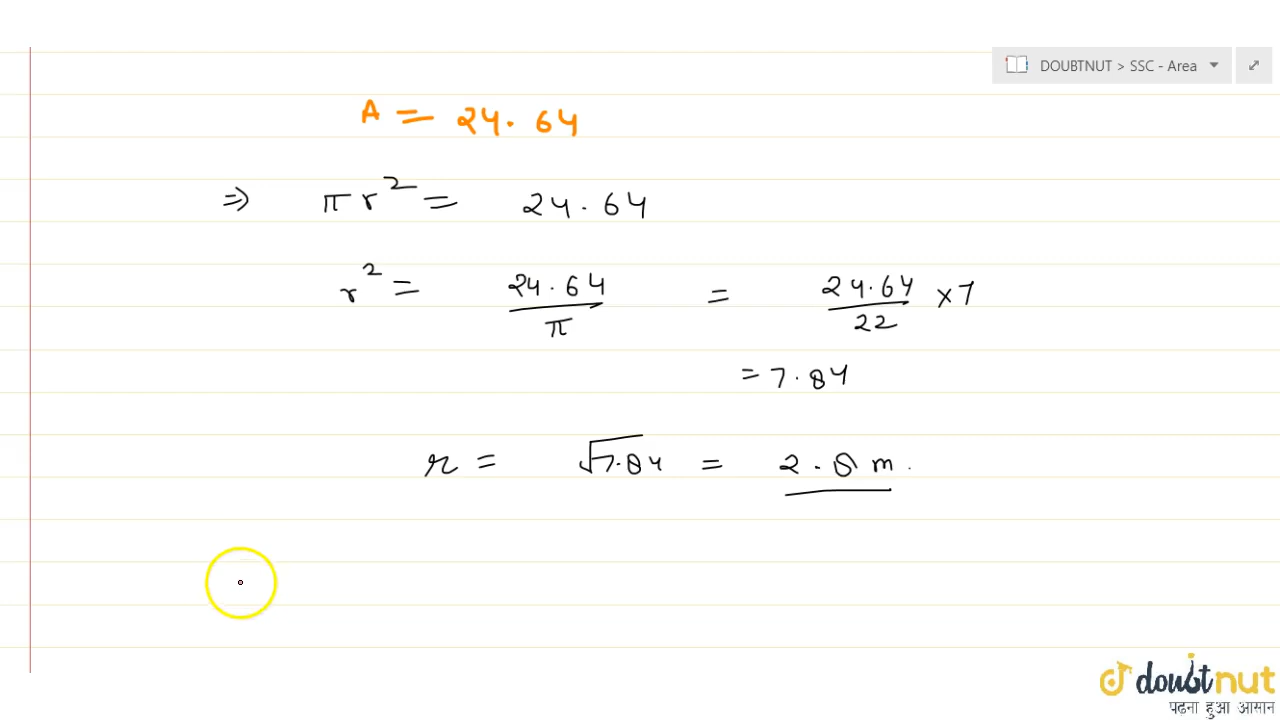 DOUBTNUT > SSC - Area
A = 24.64
⇒ πr² = 24.64
r² = 24.64/π = 24.64/22 ×7
= 7.84
r = √7.84 = 2.8 m.
doubtnut
पढ़ना हुआ आसान